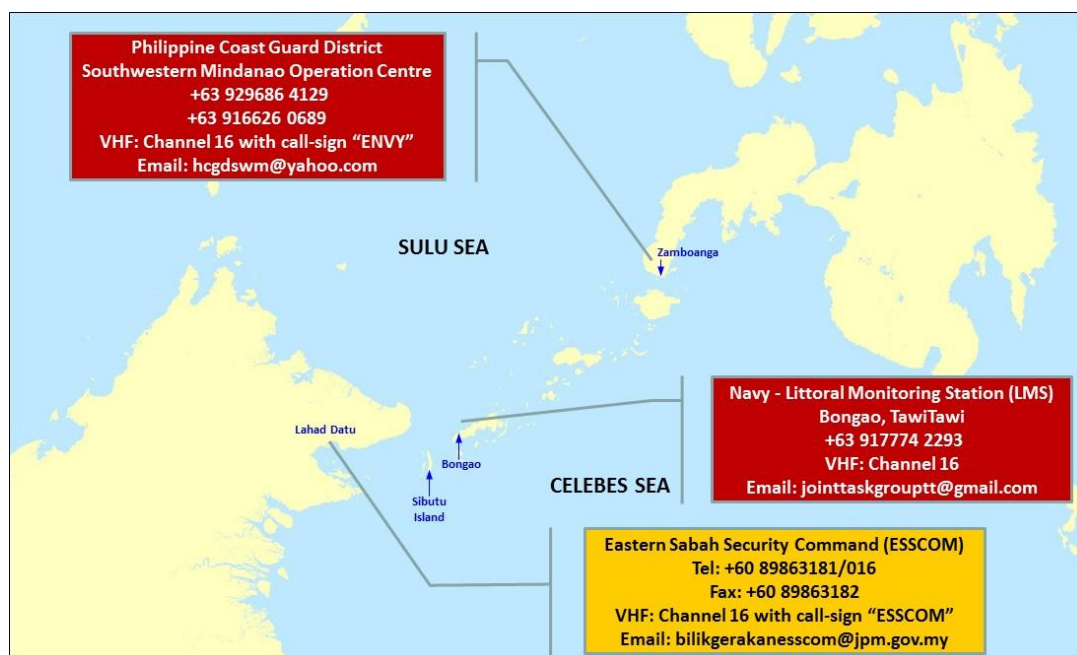 Philippine Coast Guard District
Southwestern Mindanao Operation Centre
+63 929686 4129
+63 916626 0689
VHF: Channel 16 with call-sign “ENVY”
Email: hcgdswm@yahoo.com
SULU SEA
Zamboanga
Navy - Littoral Monitoring Station (LMS)
Bongao, TawiTawi
+63 917774 2293
VHF: Channel 16
Email: jointtaskgrouptt@gmail.com
Lahad Datu
Bongao
Sibutu
Island
CELEBES SEA
Eastern Sabah Security Command (ESSCOM)
Tel: +60 89863181/016
Fax: +60 89863182
VHF: Channel 16 with call-sign “ESSCOM”
Email: bilikgerakanesscom@jpm.gov.my